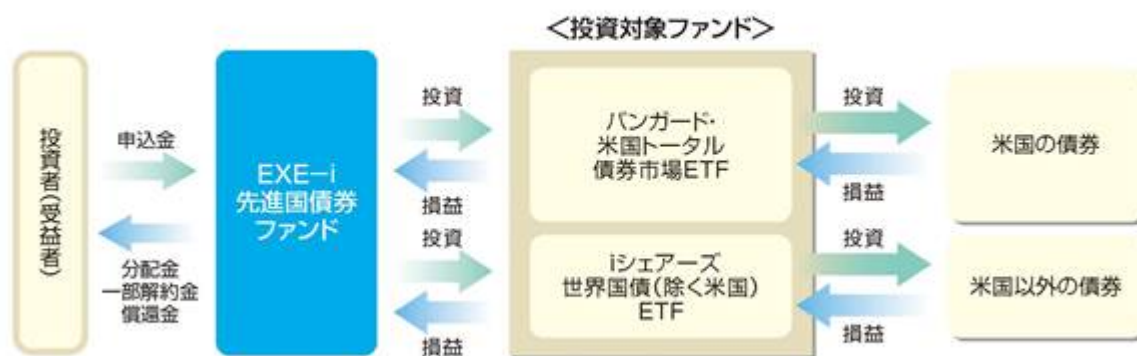 <投資対象ファンド>
投資者(受益者)
申込金
分配金
一部解約金
償還金
EXE-i
先進国債券
ファンド
投資
損益
投資
損益
バンガード・
米国トータル
債券市場ETF
iシェアーズ
世界国債(除く米国)
ETF
投資
損益
投資
損益
米国の債券
米国以外の債券